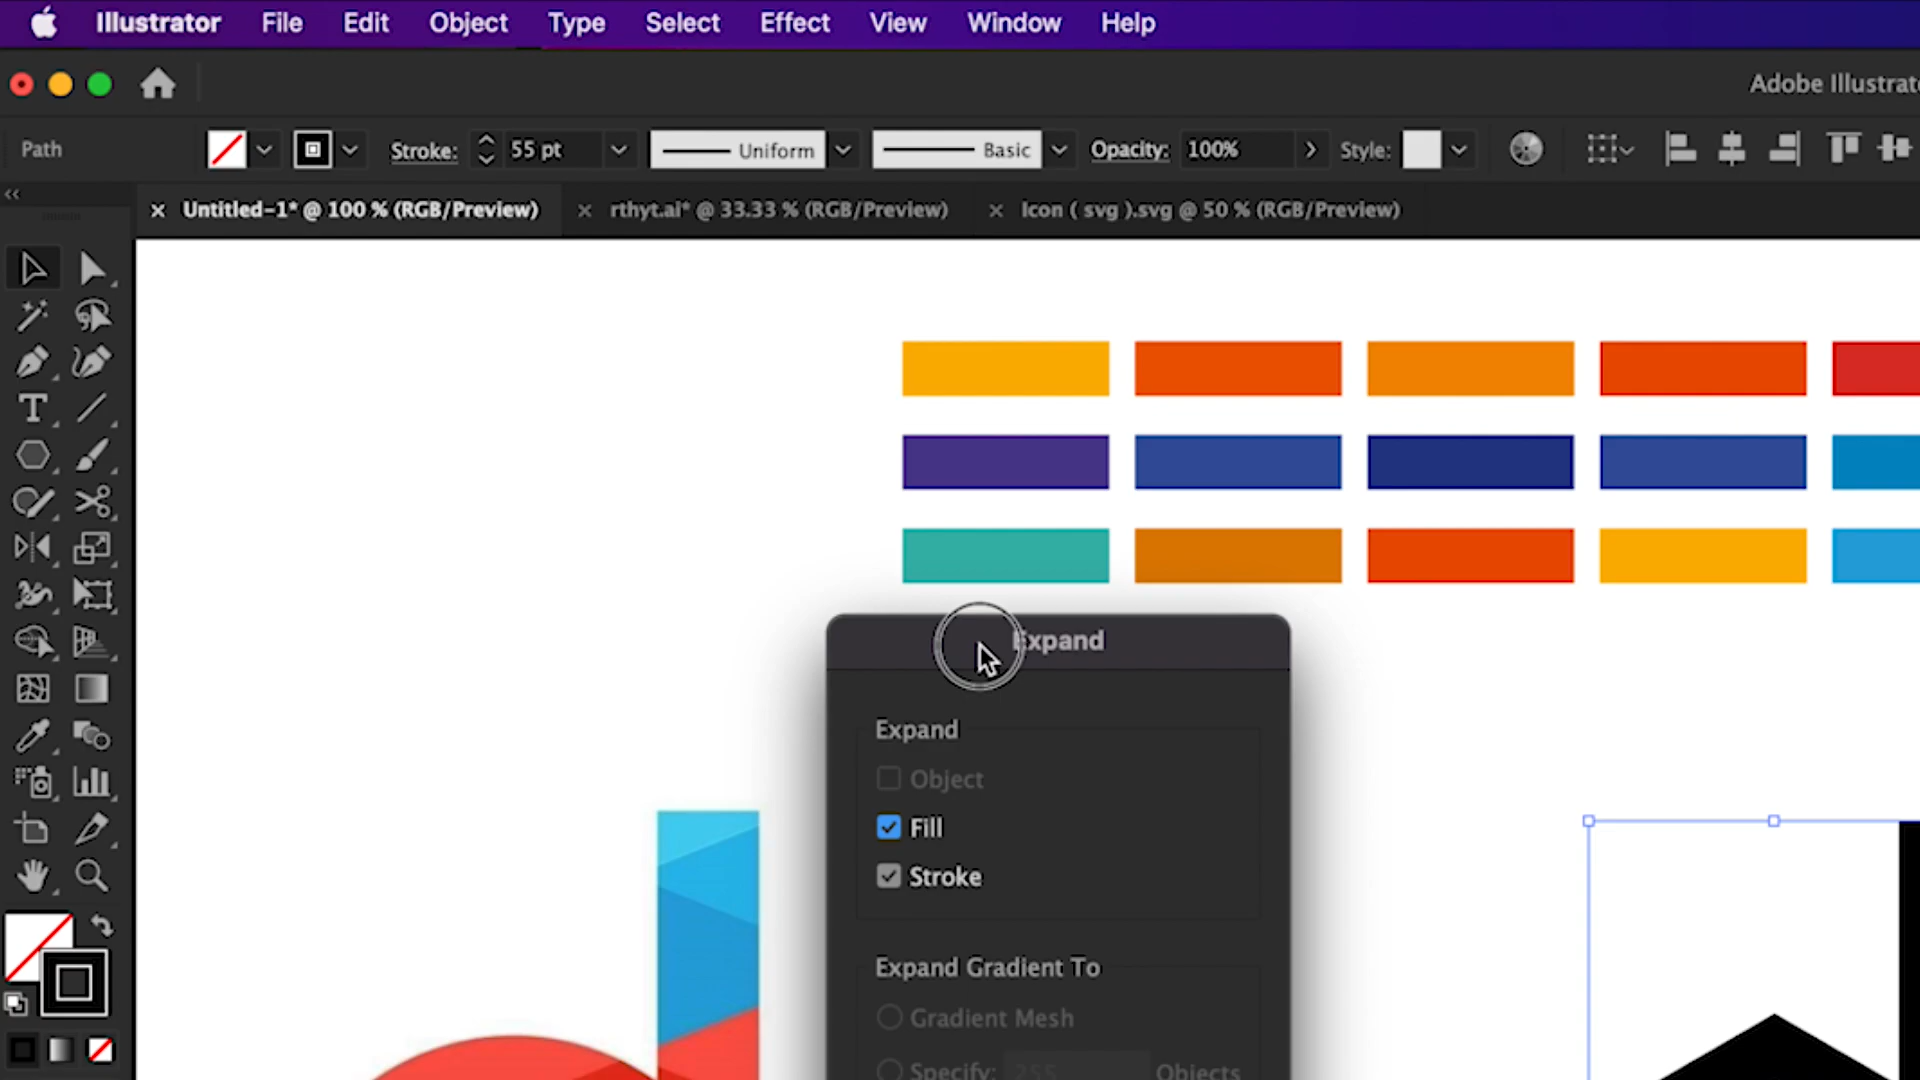 Illustrator File Edit Object Type Select Effect View Window Help
Adobe Illustrat
Path Stroke: 55 pt Uniform Basic Opacity: 100% Style:
Untitled-1* @ 100 % (RGB/Preview) rthyt.ai* @ 33.33 % (RGB/Preview) Icon ( svg ).svg @ 50 % (RGB/Preview)
Expand
Expand
Object
Fill
Stroke
Expand Gradient To
Gradient Mesh
Specify: 255 Objects